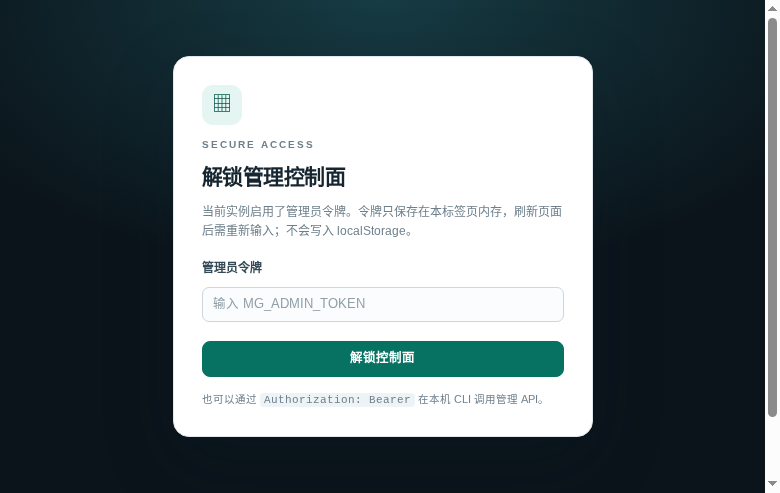 SECURE ACCESS
解锁管理控制面
当前实例启用了管理员令牌。令牌只保存在本标签页内存，刷新页面
后需重新输入；不会写入 localStorage。
管理员令牌
输入 MG_ADMIN_TOKEN
解锁控制面
也可以通过 Authorization: Bearer 在本机 CLI 调用管理 API。